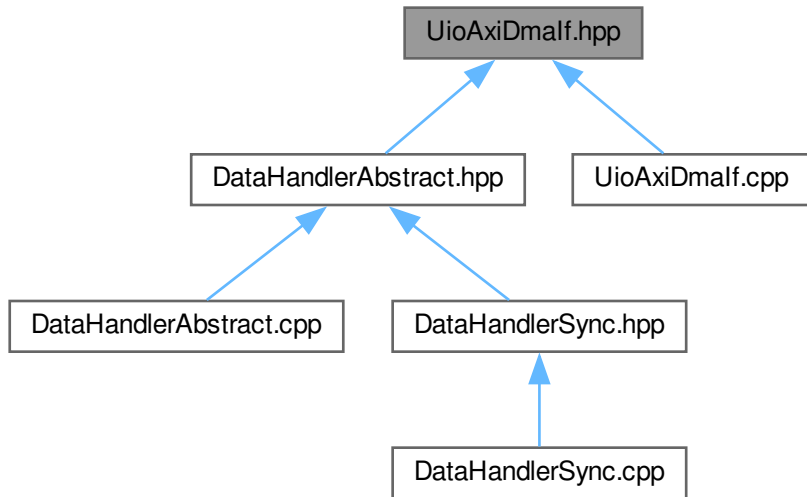 UioAxiDmaIf.hpp
DataHandlerAbstract.hpp
UioAxiDmaIf.cpp
DataHandlerAbstract.cpp
DataHandlerSync.hpp
DataHandlerSync.cpp